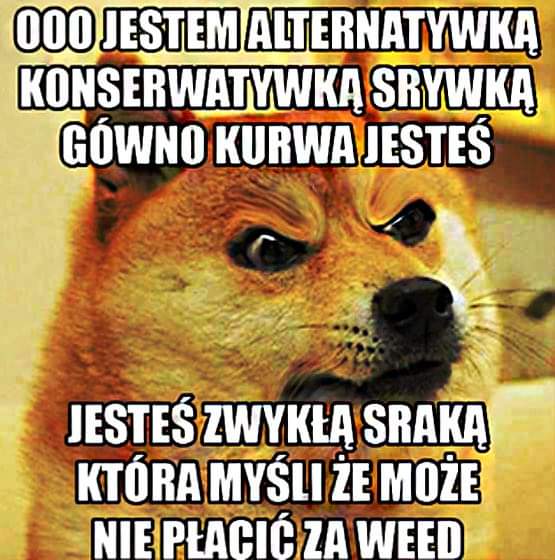 OOO JESTEM ALTERNATYWKĄ
KONSERWATYWKĄ SRYWKĄ
GÓWNO KURWA JESTEŚ
JESTEŚ ZWYKŁĄ SRAKĄ
KTÓRA MYŚLI ŻE MOŻE
NIE PŁACIĆ ZA WEED